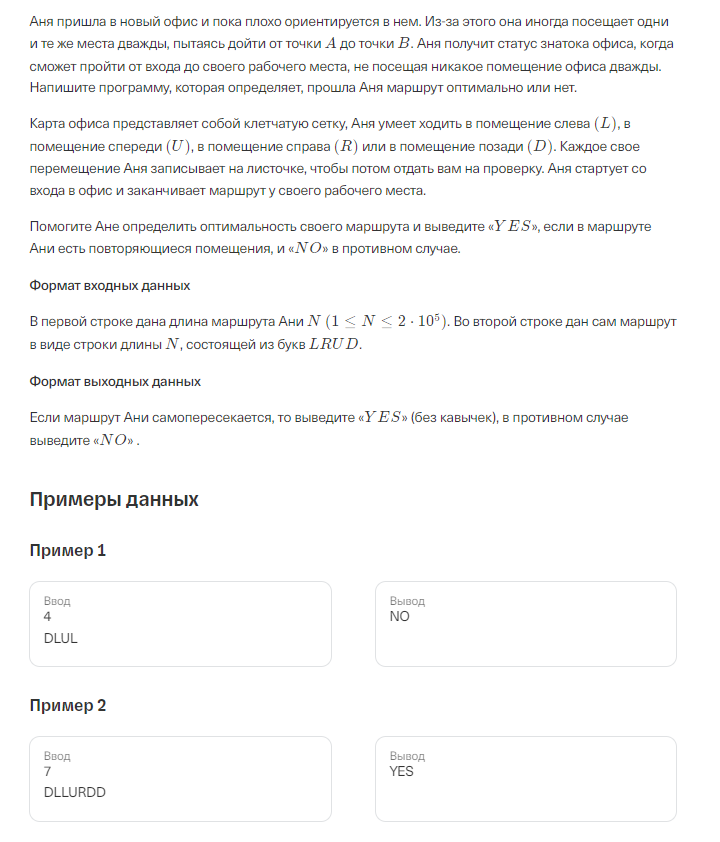 Аня пришла в новый офис и пока плохо ориентируется в нем. Из-за этого она иногда посещает одни
и те же места дважды, пытаясь дойти от точки A до точки B. Аня получит статус знатока офиса, когда
сможет пройти от входа до своего рабочего места, не посещая никакое помещение офиса дважды.
Напишите программу, которая определяет, прошла Аня маршрут оптимально или нет.
Карта офиса представляет собой клетчатую сетку, Аня умеет ходить в помещение слева (L), в
помещение спереди (U), в помещение справа (R) или в помещение позади (D). Каждое свое
перемещение Аня записывает на листочке, чтобы потом отдать вам на проверку. Аня стартует со
входа в офис и заканчивает маршрут у своего рабочего места.
Помогите Ане определить оптимальность своего маршрута и выведите «YES», если в маршруте
Ани есть повторяющиеся помещения, и «NO» в противном случае.
Формат входных данных
В первой строке дана длина маршрута Ани N (1 ≤ N ≤ 2 · 10⁵). Во второй строке дан сам маршрут
в виде строки длины N, состоящей из букв LRUD.
Формат выходных данных
Если маршрут Ани самопересекается, то выведите «YES» (без кавычек), в противном случае
выведите «NO» .
Примеры данных
Пример 1
Ввод
4
DLUL
Вывод
NO
Пример 2
Ввод
7
DLLURDD
Вывод
YES